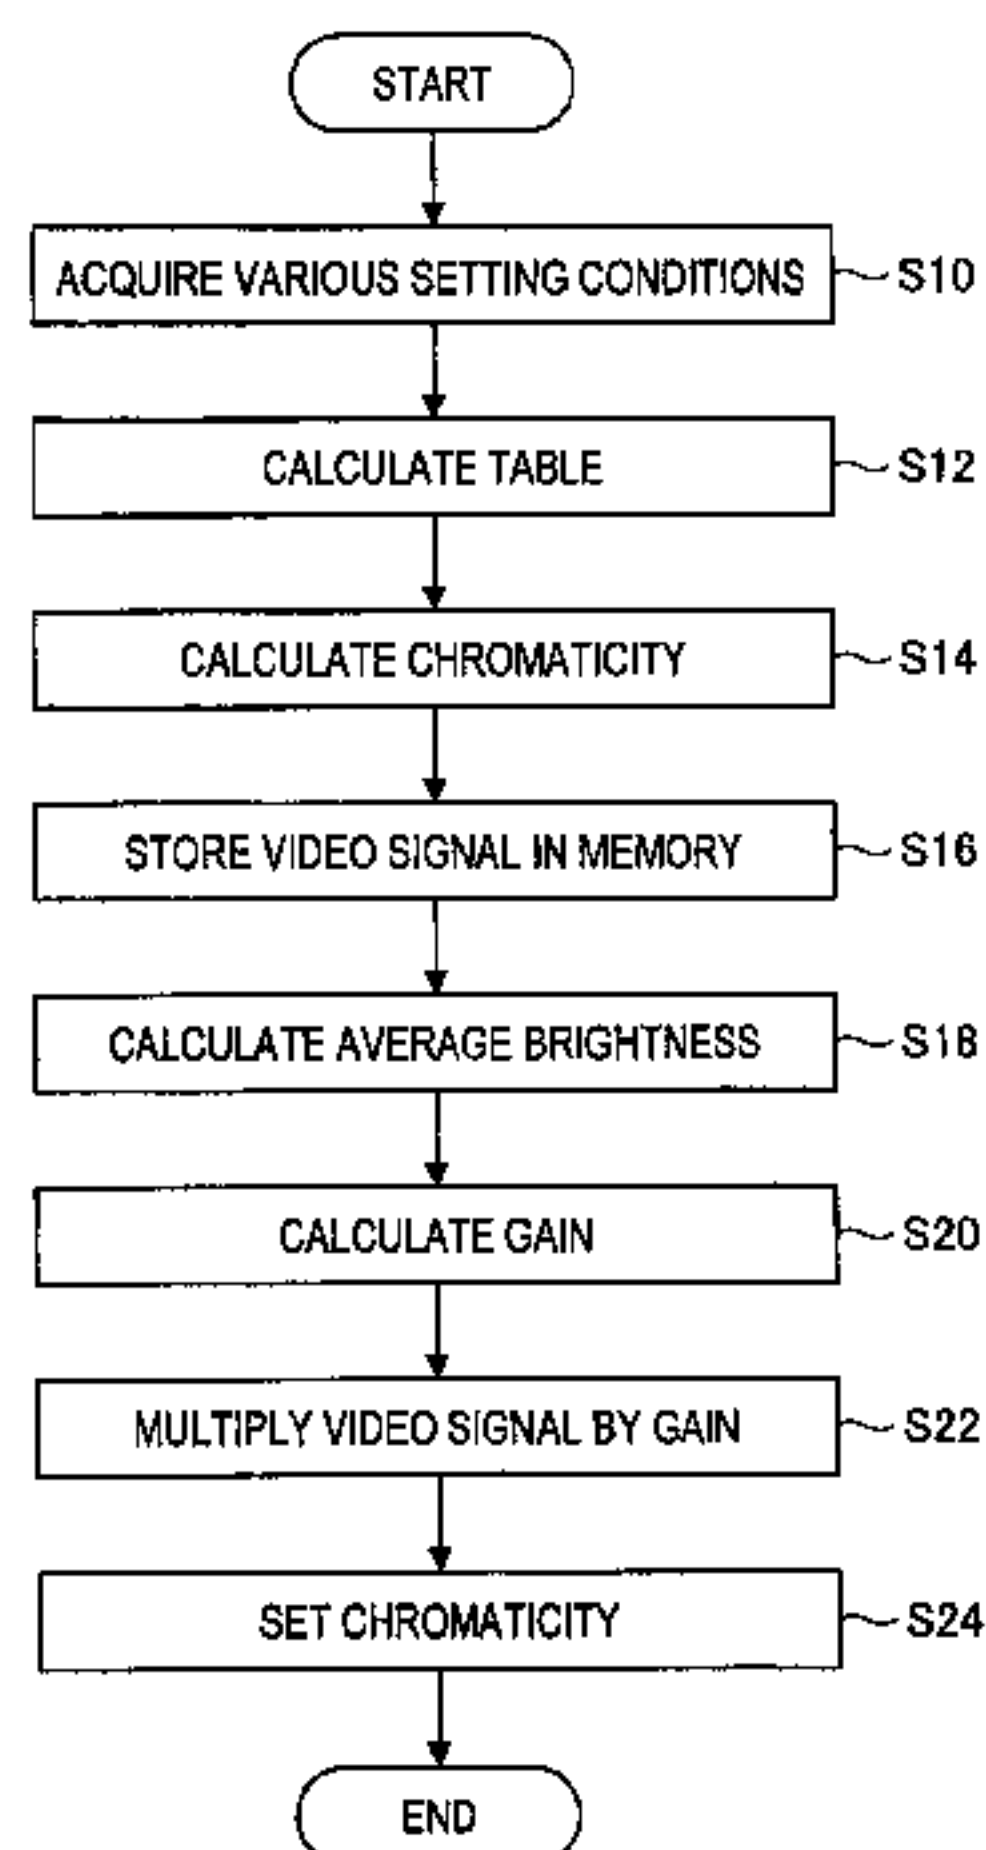 START
ACQUIRE VARIOUS SETTING CONDITIONS S10
CALCULATE TABLE S12
CALCULATE CHROMATICITY S14
STORE VIDEO SIGNAL IN MEMORY S16
CALCULATE AVERAGE BRIGHTNESS S18
CALCULATE GAIN S20
MULTIPLY VIDEO SIGNAL BY GAIN S22
SET CHROMATICITY S24
END